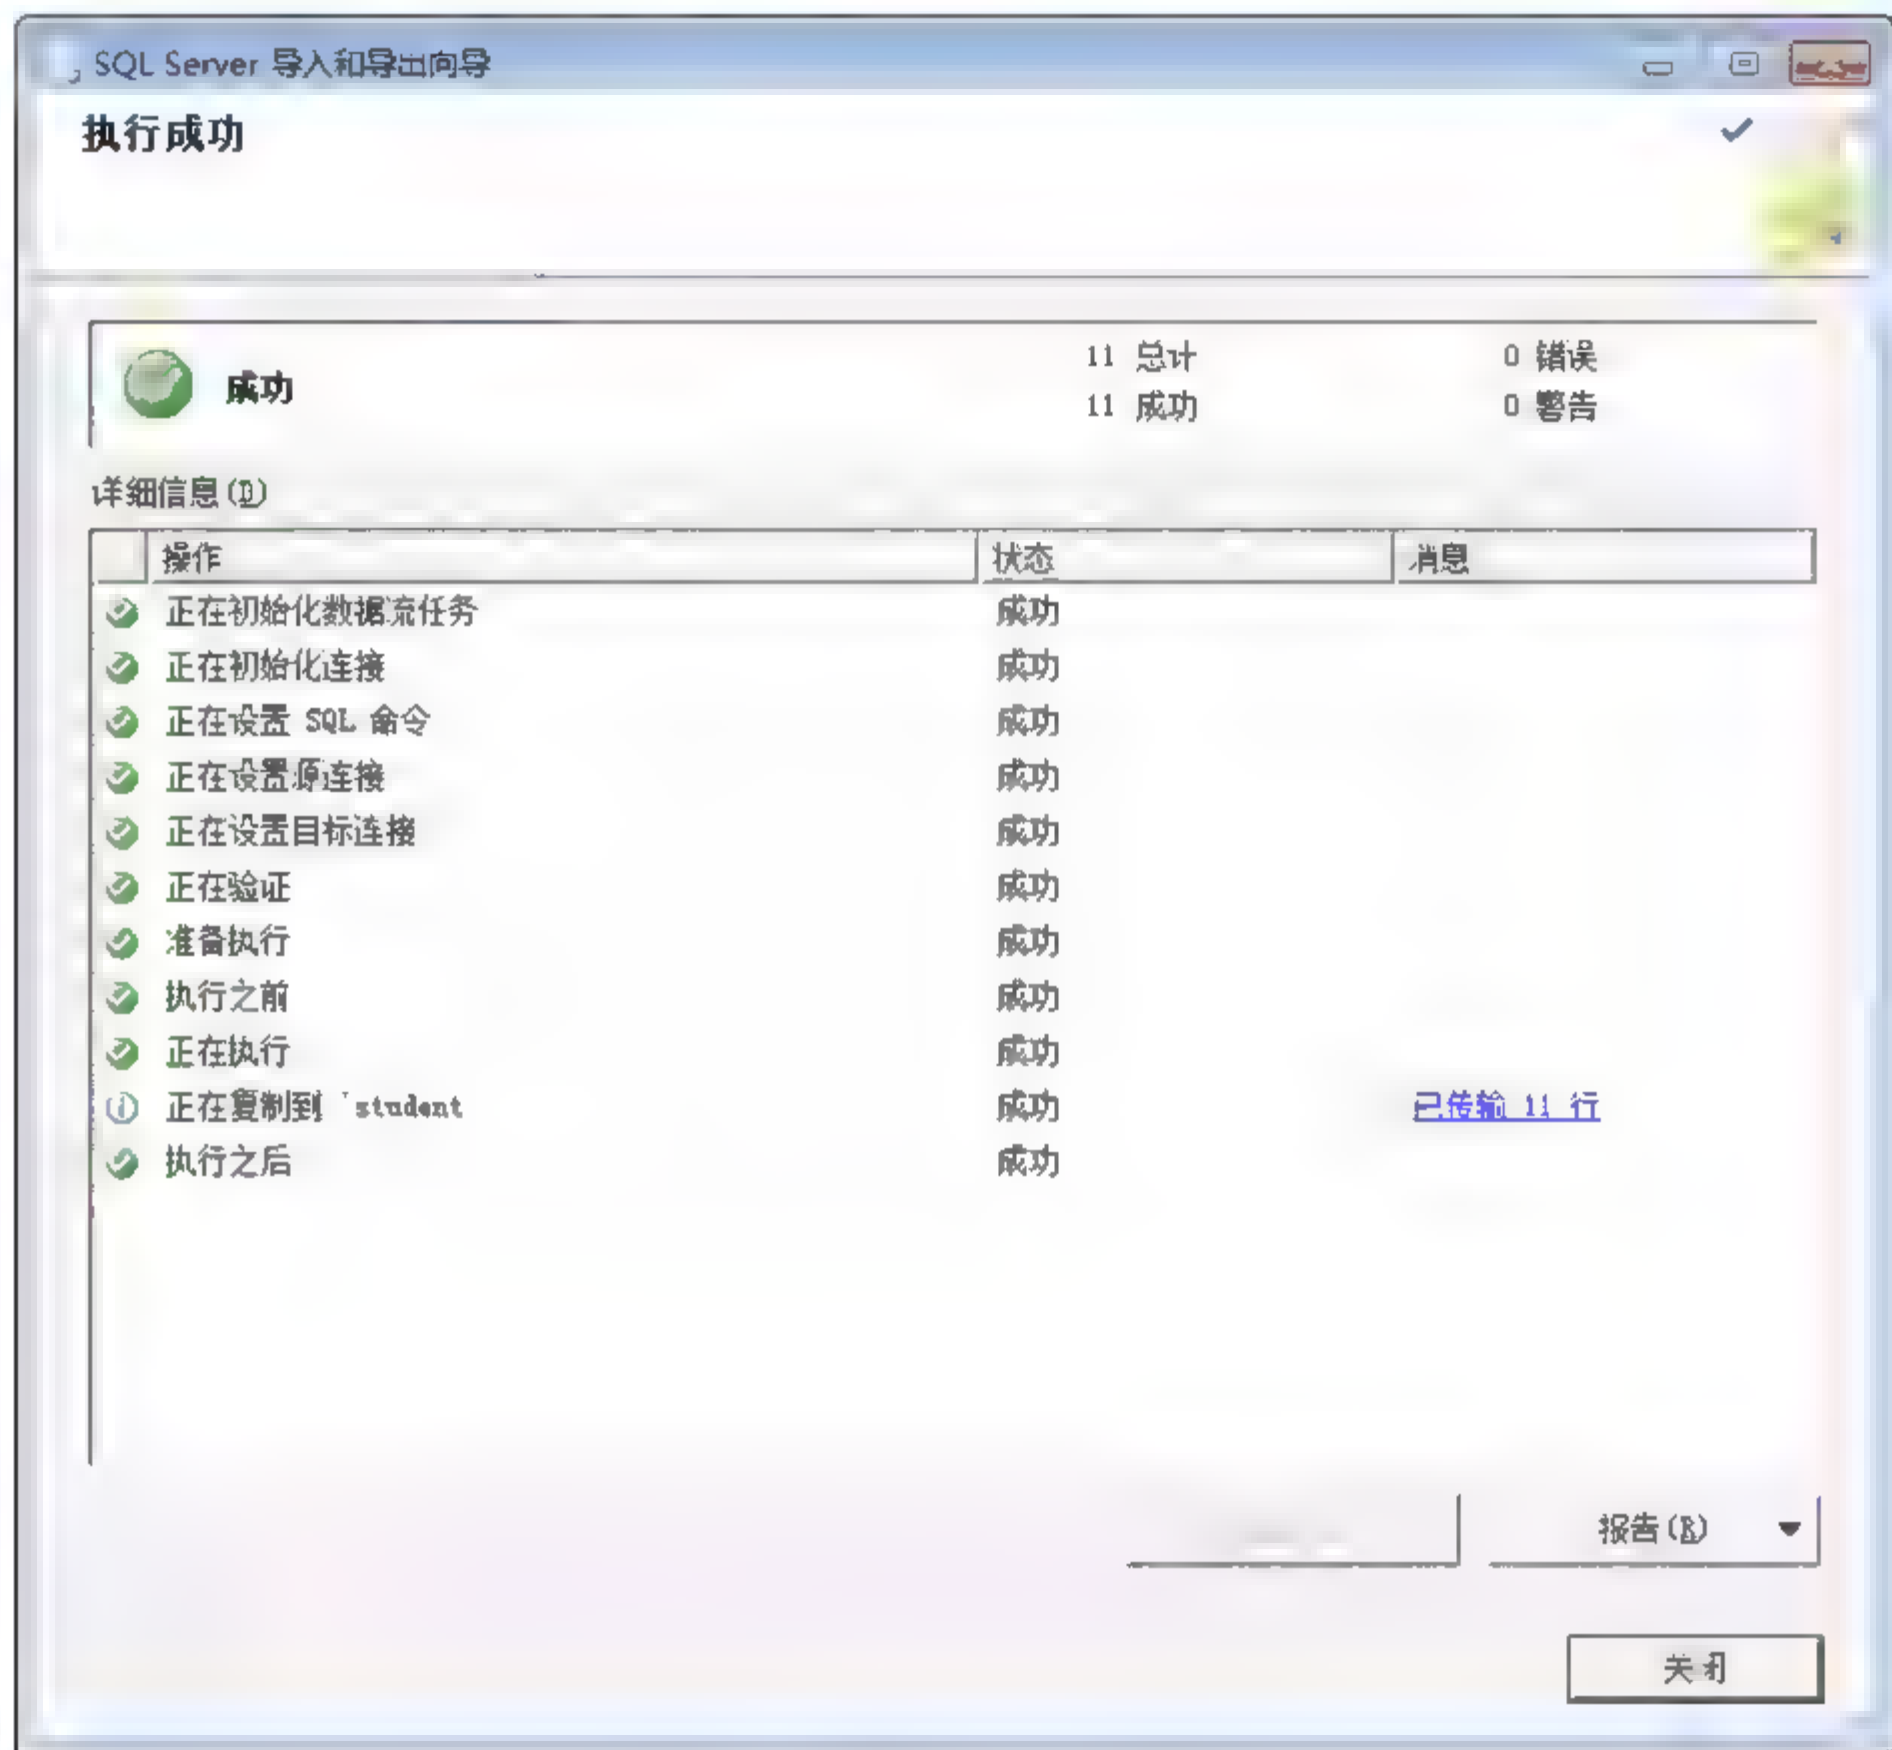 SQL Server 导入和导出向导
执行成功
成功
11 总计
0 错误
11 成功
0 警告
详细信息(D)
操作 状态 消息
正在初始化数据流任务 成功
正在初始化连接 成功
正在设置 SQL 命令 成功
正在设置源连接 成功
正在设置目标连接 成功
正在验证 成功
准备执行 成功
执行之前 成功
正在执行 成功
正在复制到 `student 成功 已传输 11 行
执行之后 成功
报告(R)
关闭